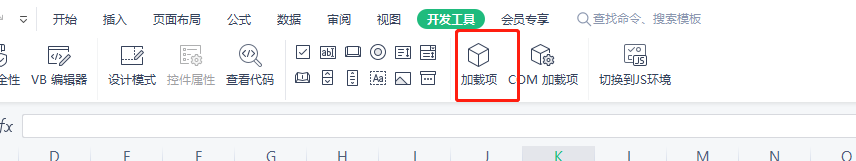 开始 插入 页面布局 公式 数据 审阅 视图 开发工具 会员专享 查找命令、搜索模板
全性 VB 编辑器 设计模式 控件属性 查看代码 加载项 COM 加载项 切换到JS环境
fx
D E F G H I J K L M N O